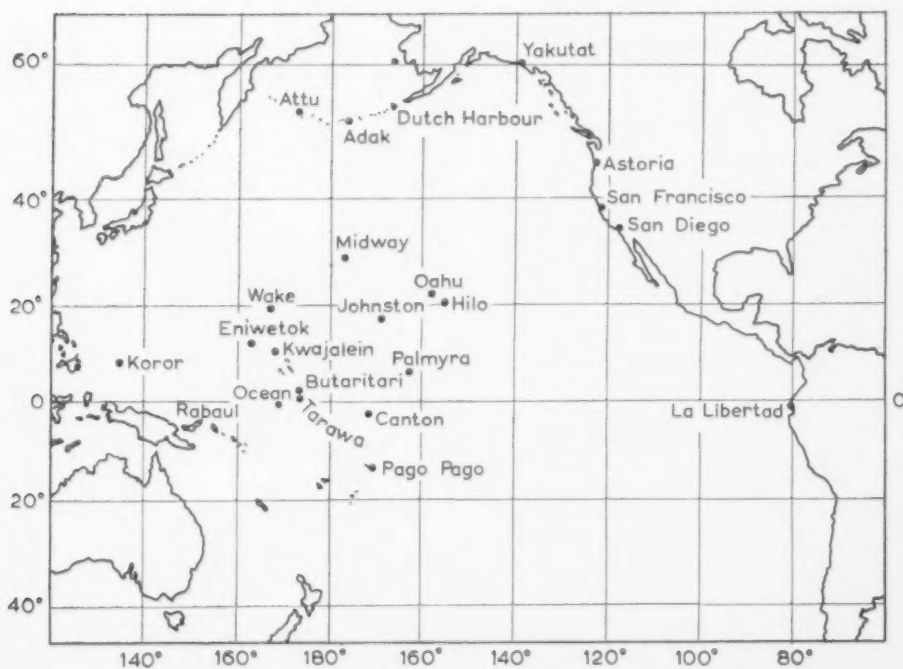 60°
Yakutat
Attu
Adak
Dutch Harbour
Astoria
40°
San Francisco
San Diego
Midway
Oahu
Hilo
20°
Wake
Johnston
Eniwetok
Kwajalein
Koror
Palmyra
Butaritari
Ocean
0
Tarawa
Rabaul
Canton
La Libertad
0
Pago Pago
20°
40°
140° 160° 180° 160° 140° 120° 100° 80°